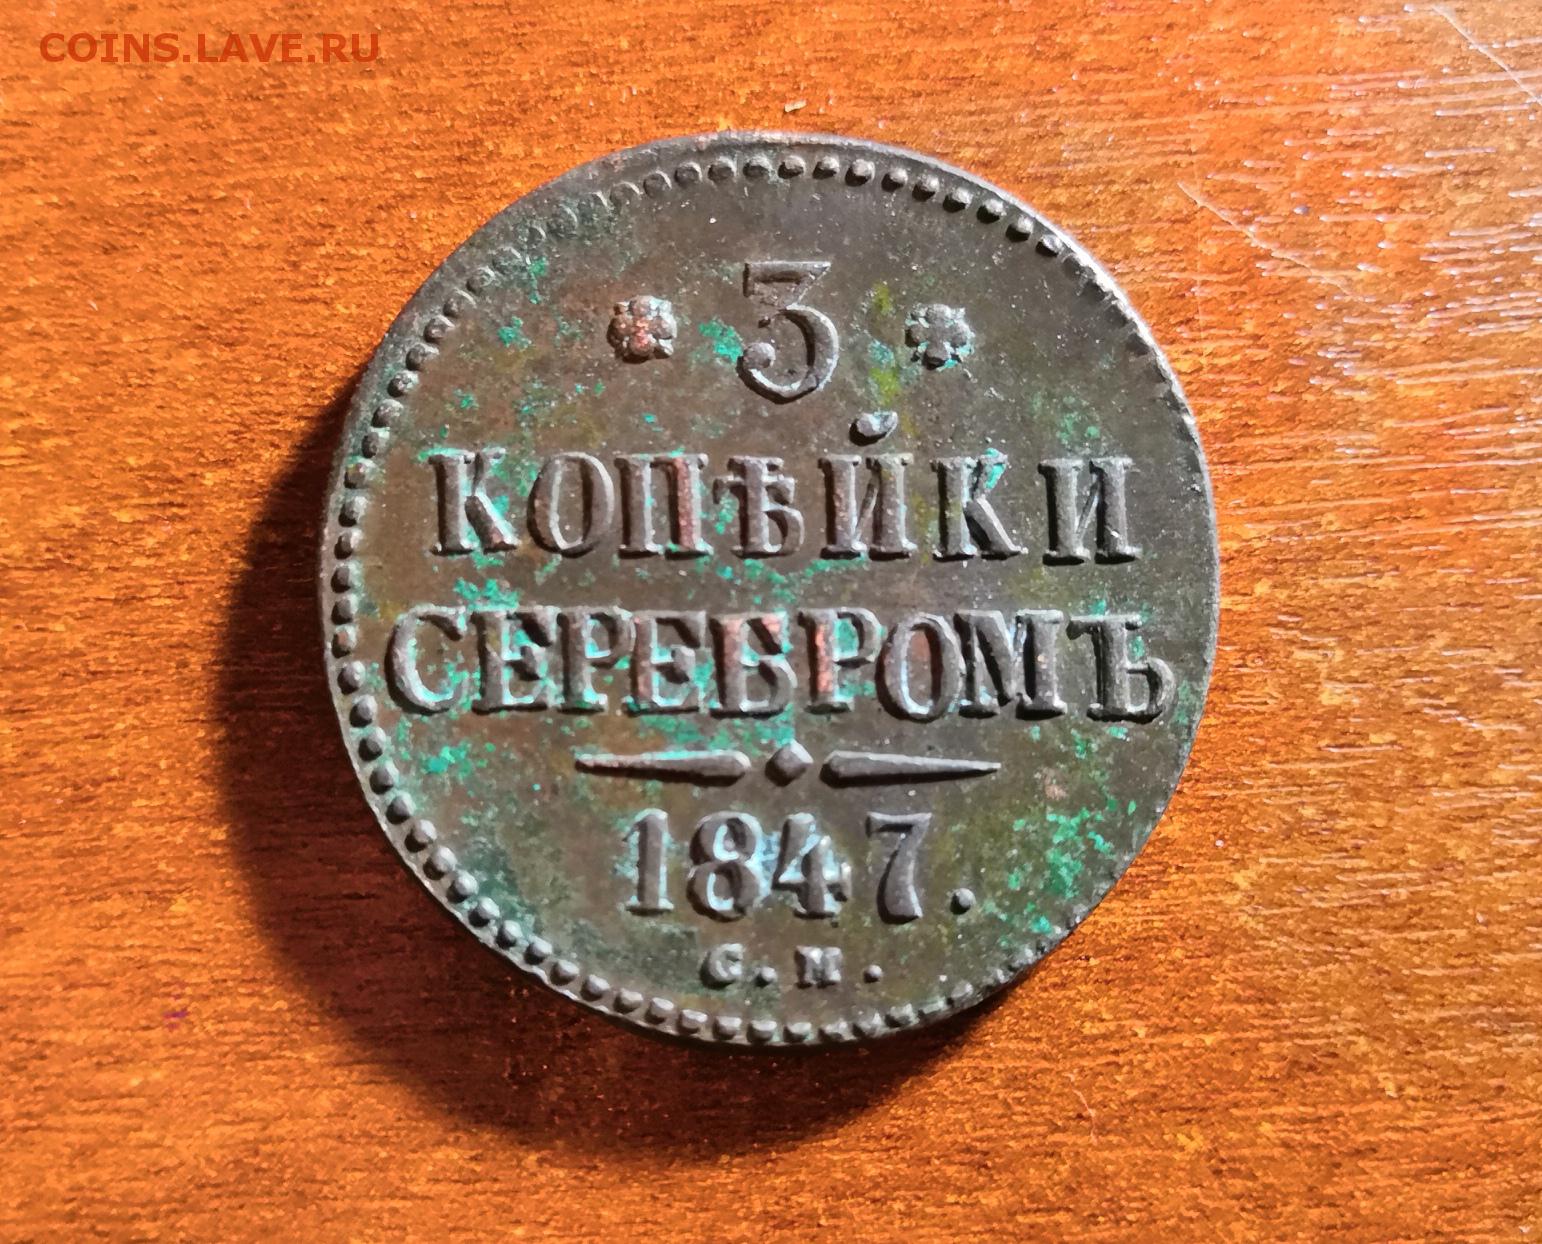 COINS.LAVE.RU
3
КОПѢЙКИ
СЕРЕБРОМЪ
1847.
С.М.